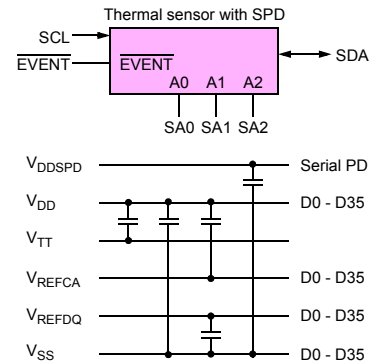 Thermal sensor with SPD
SCL
EVENT EVENT SDA
A0 A1 A2
SA0 SA1 SA2
VDDSPD Serial PD
VDD D0 - D35
VTT
VREFCA D0 - D35
VREFDQ D0 - D35
VSS D0 - D35